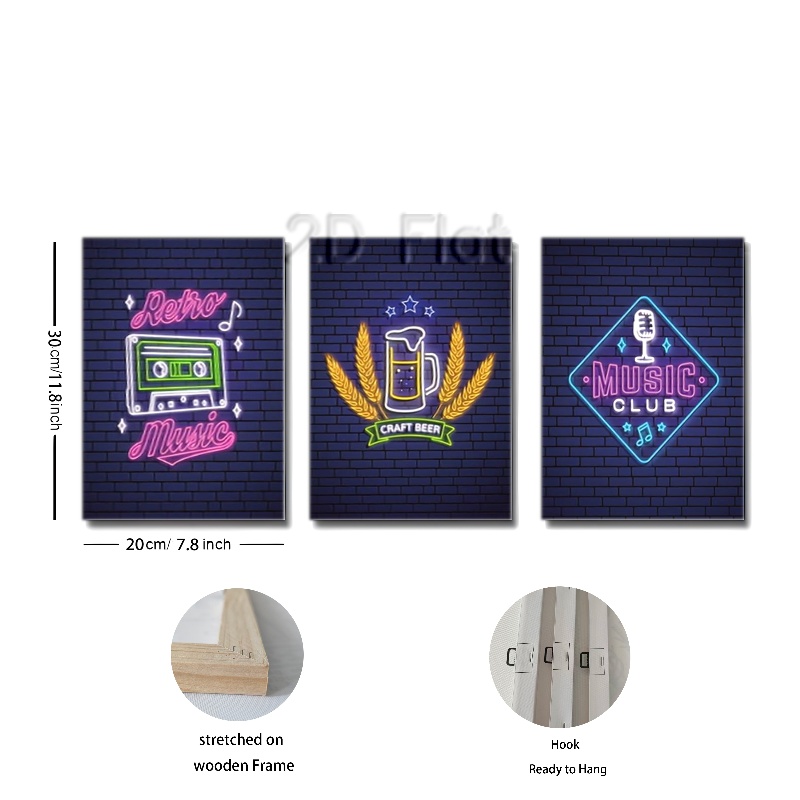 2D Flat
Retro
Music
CRAFT BEER
MUSIC
CLUB
30cm/11.8inch
20cm/ 7.8 inch
stretched on
wooden Frame
Hook
Ready to Hang